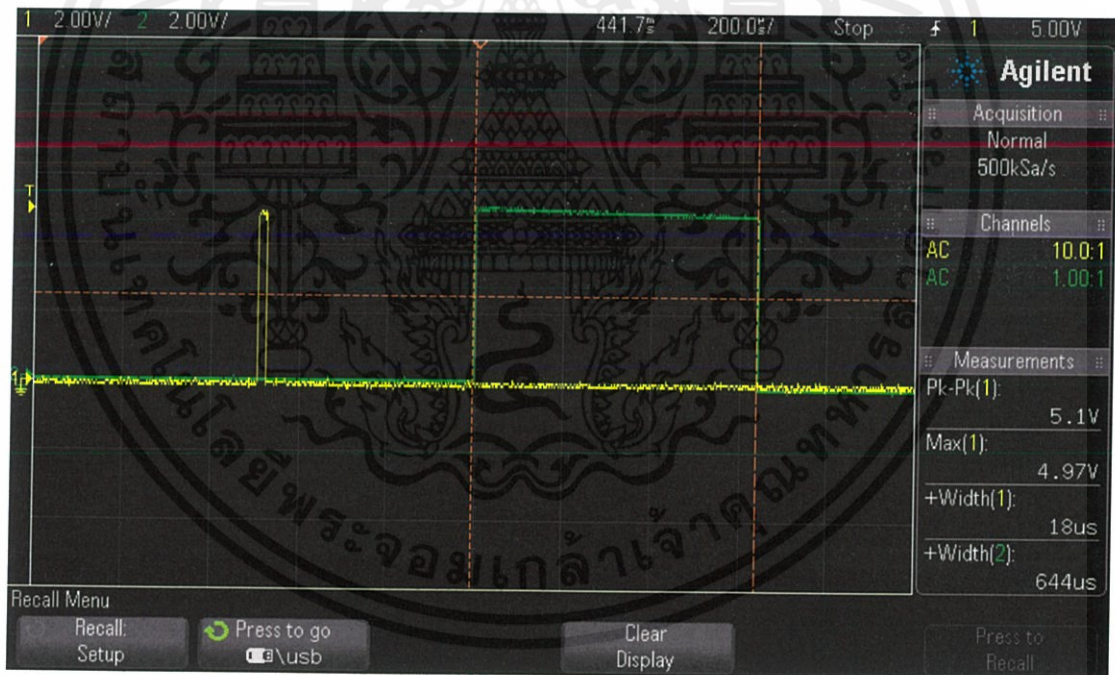 1 2.00V/ 2 2.00V/ 441.7㎳ 200.0㎲/ Stop 1 5.00V
Agilent
Acquisition
Normal
500kSa/s
Channels
AC 10.0:1
AC 1.00:1
Measurements
Pk-Pk(1):
5.1V
Max(1):
4.97V
+Width(1):
18us
+Width(2):
644us
T
Recall Menu
Recall:
Setup
Press to go
\usb
Clear
Display
Press to
Recall